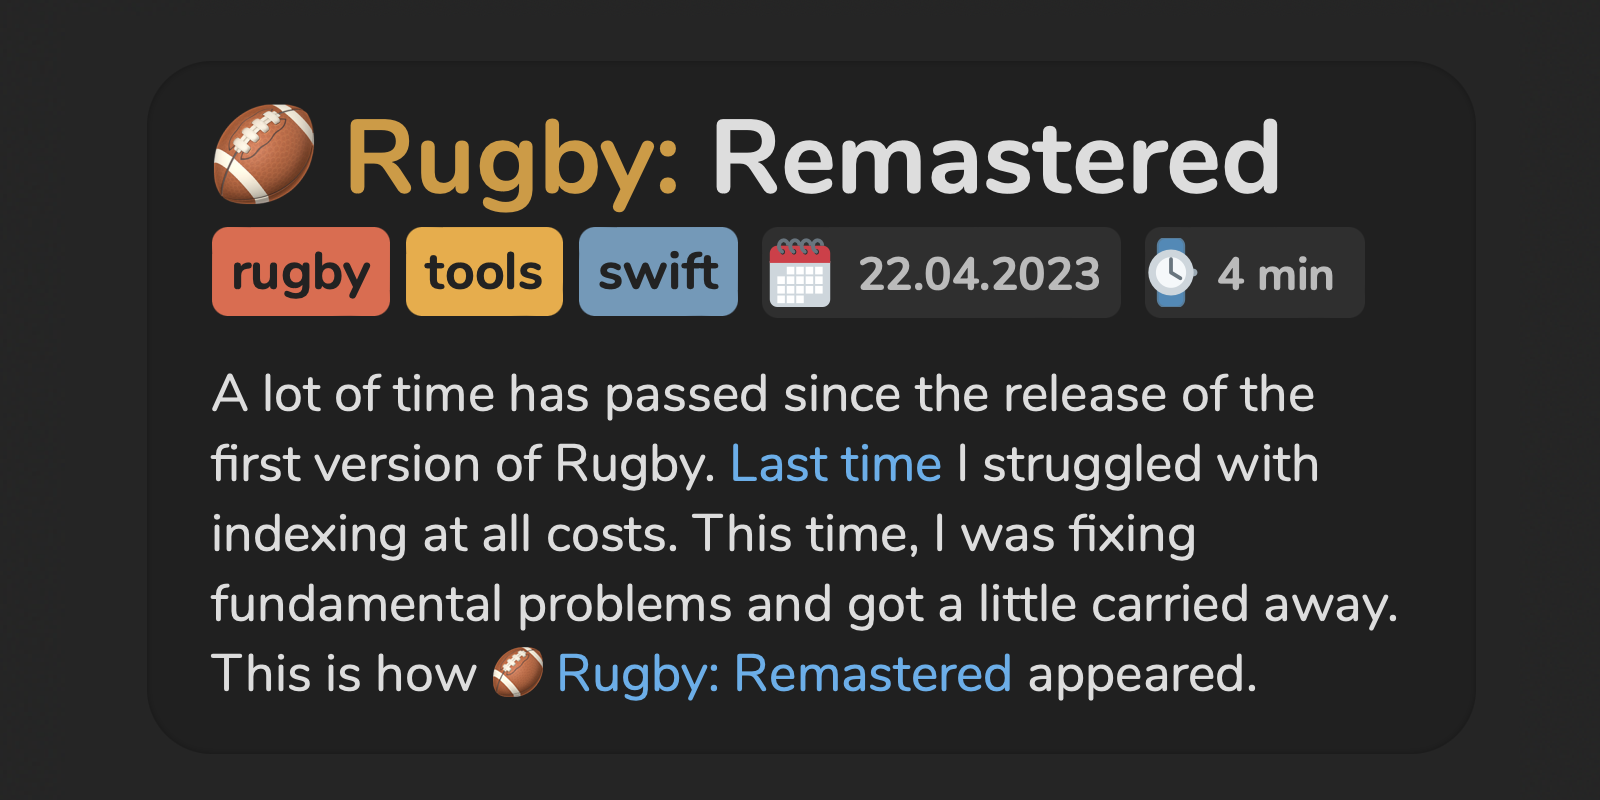 🏈 Rugby: Remastered
rugby tools swift 22.04.2023 4 min
A lot of time has passed since the release of the
first version of Rugby. Last time I struggled with
indexing at all costs. This time, I was fixing
fundamental problems and got a little carried away.
This is how 🏈 Rugby: Remastered appeared.